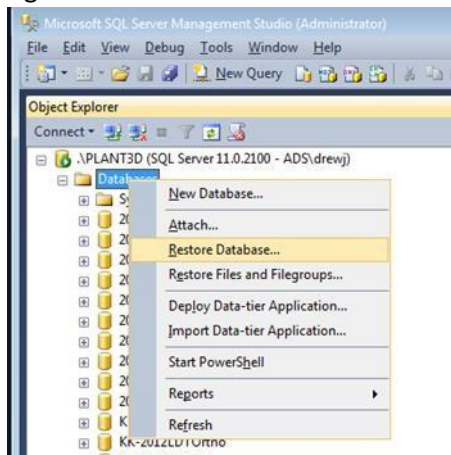 Microsoft SQL Server Management Studio (Administrator)
File Edit View Debug Tools Window Help
New Query
Object Explorer
Connect
.\PLANT3D (SQL Server 11.0.2100 - ADS\drewj)
Databases
New Database...
Attach...
Restore Database...
Restore Files and Filegroups...
Deploy Data-tier Application...
Import Data-tier Application...
Start PowerShell
Reports
Refresh
KK-2012LDTOrtho